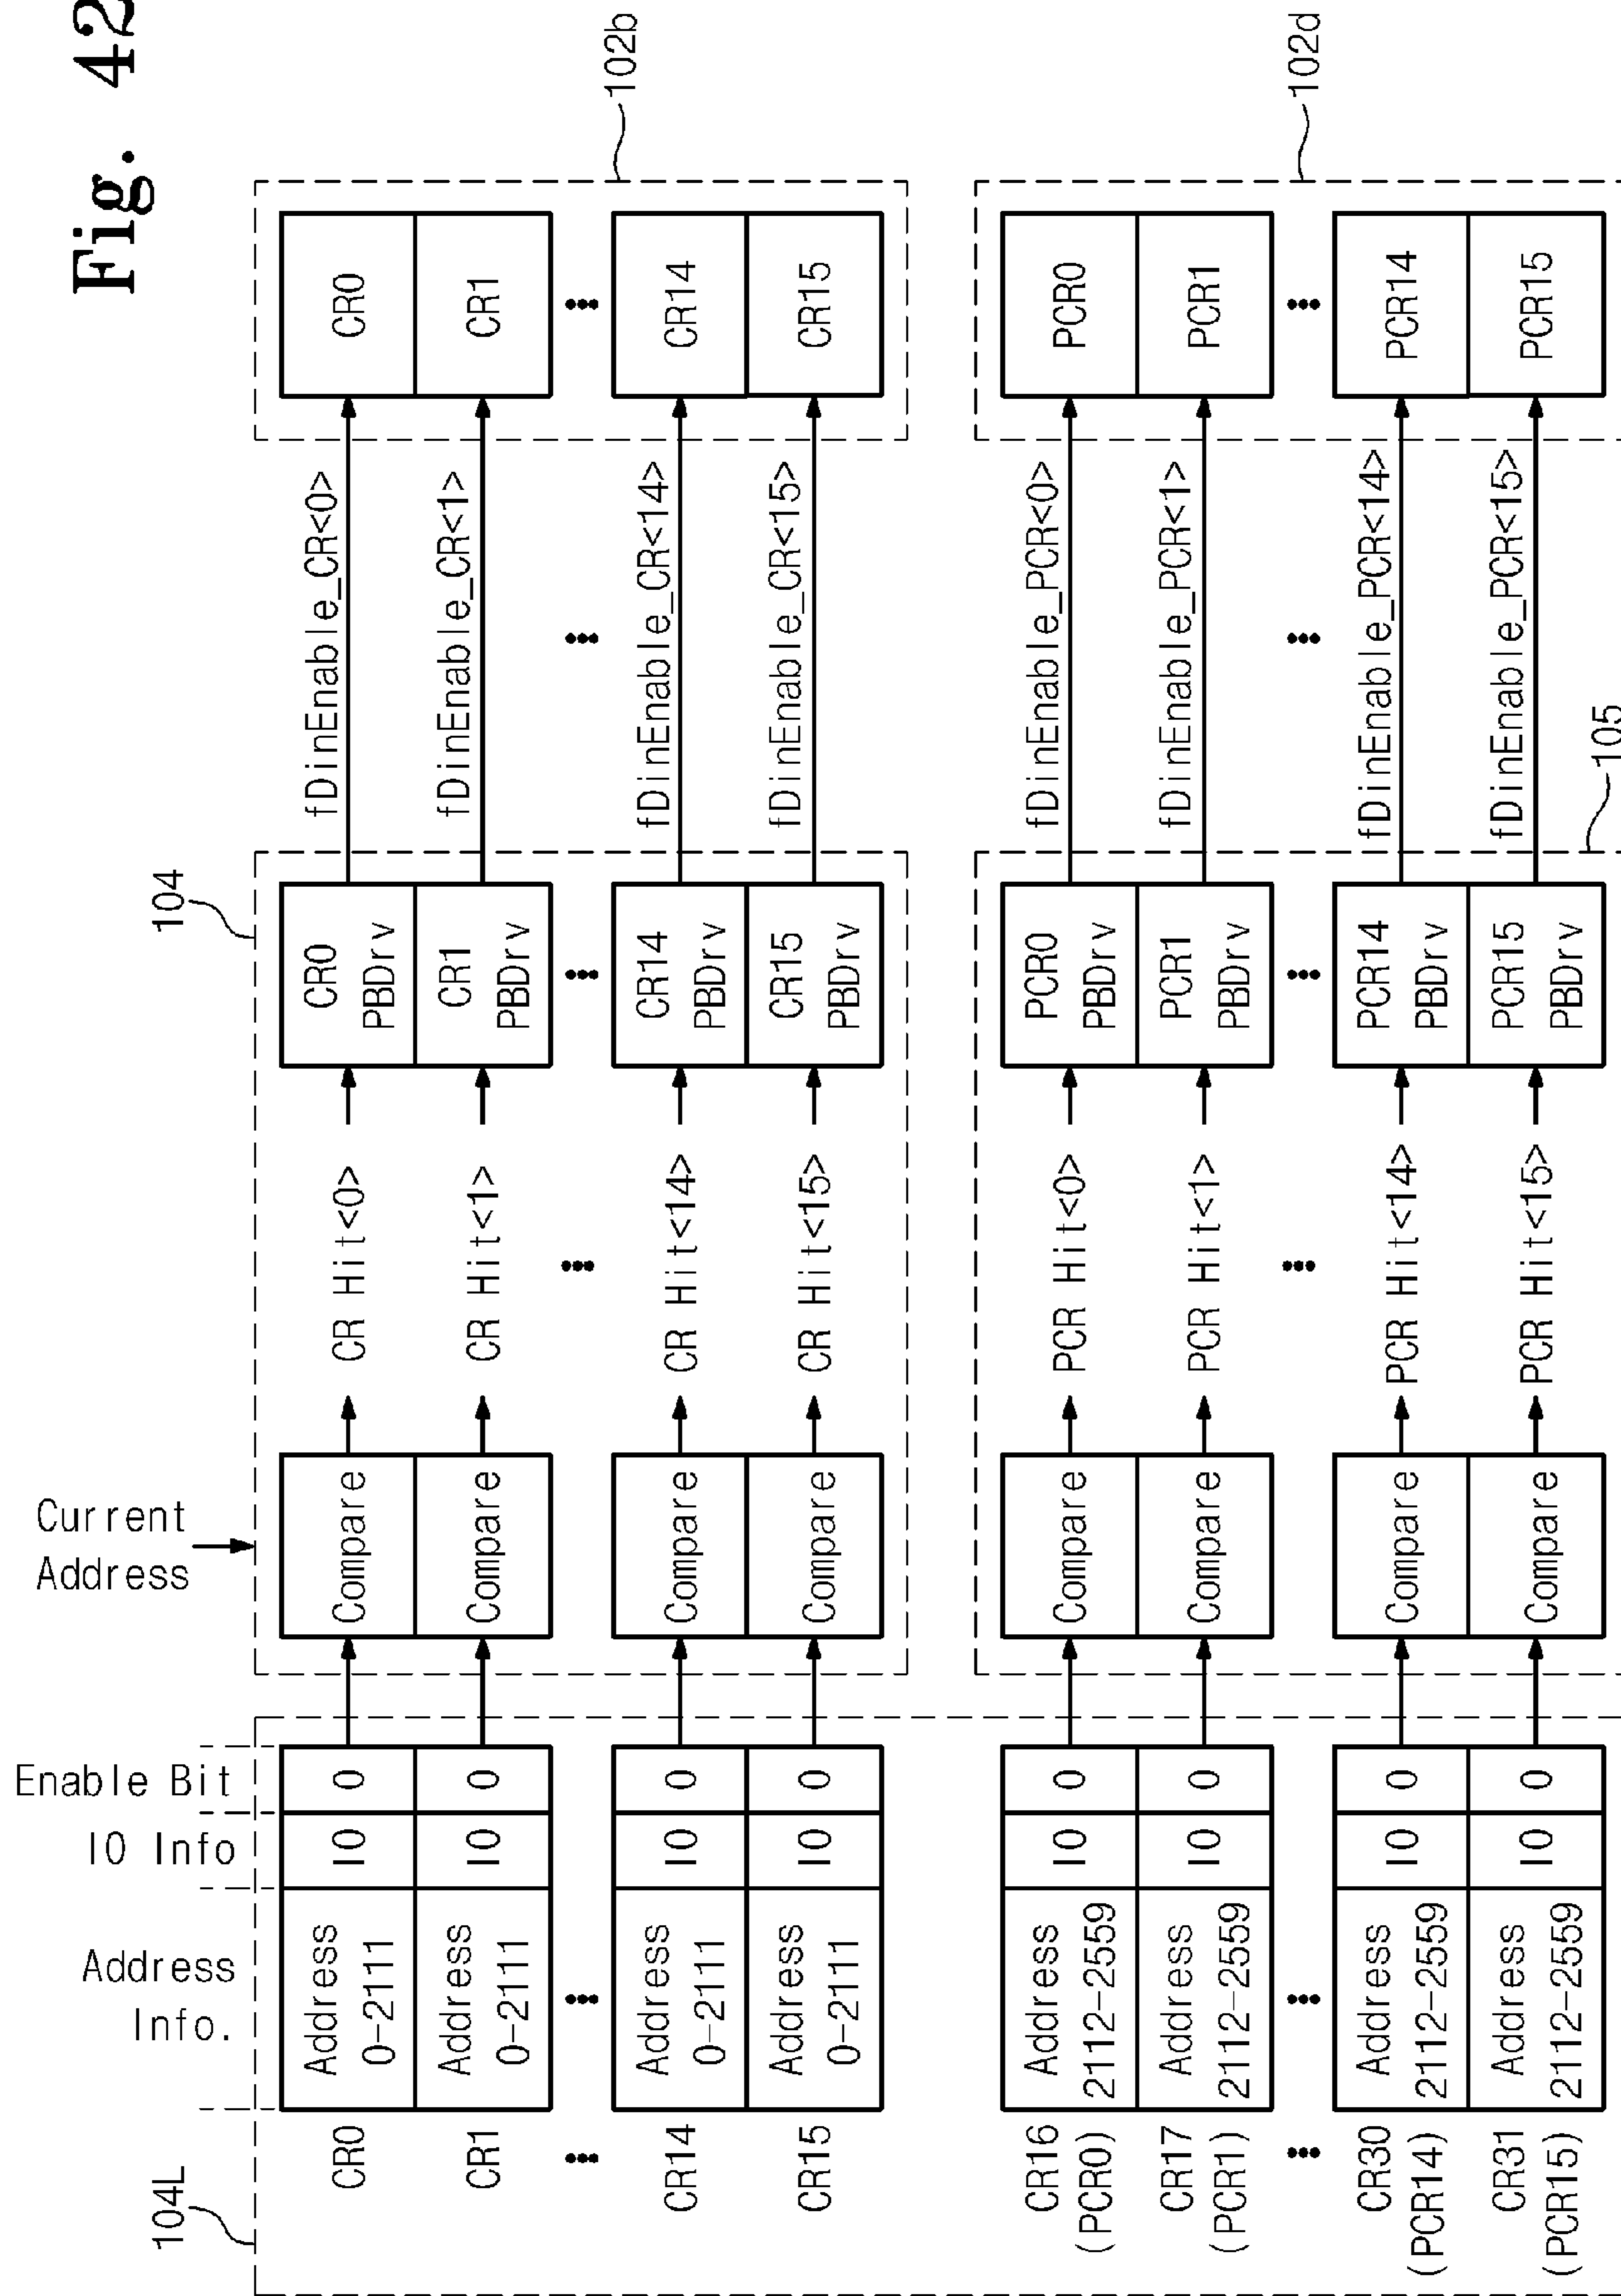 Fig. 42
104L
104
102b
Address
Info.
IO Info
Enable Bit
Current
Address
CR0
Address
0-2111
IO
0
Compare
CR Hit<0>
CR0
PBDrv
fDinEnable_CR<0>
CR0
CR1
Address
0-2111
IO
0
Compare
CR Hit<1>
CR1
PBDrv
fDinEnable_CR<1>
CR1
CR14
Address
0-2111
IO
0
Compare
CR Hit<14>
CR14
PBDrv
fDinEnable_CR<14>
CR14
CR15
Address
0-2111
IO
0
Compare
CR Hit<15>
CR15
PBDrv
fDinEnable_CR<15>
CR15
CR16
(PCR0)
Address
2112-2559
IO
0
Compare
PCR Hit<0>
PCR0
PBDrv
fDinEnable_PCR<0>
PCR0
CR17
(PCR1)
Address
2112-2559
IO
0
Compare
PCR Hit<1>
PCR1
PBDrv
fDinEnable_PCR<1>
PCR1
CR30
(PCR14)
Address
2112-2559
IO
0
Compare
PCR Hit<14>
PCR14
PBDrv
fDinEnable_PCR<14>
PCR14
CR31
(PCR15)
Address
2112-2559
IO
0
Compare
PCR Hit<15>
PCR15
PBDrv
fDinEnable_PCR<15>
PCR15
105
102d